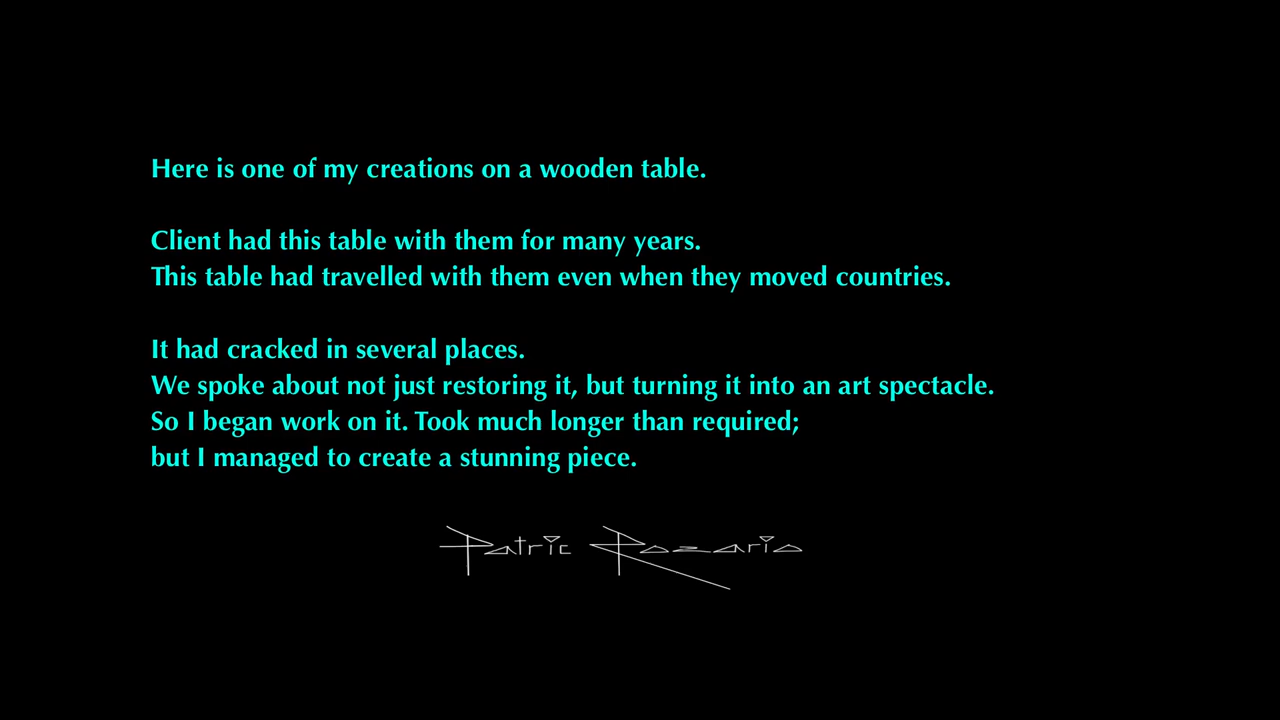 Here is one of my creations on a wooden table.
Client had this table with them for many years.
This table had travelled with them even when they moved countries.
It had cracked in several places.
We spoke about not just restoring it, but turning it into an art spectacle.
So I began work on it. Took much longer than required;
but I managed to create a stunning piece.
Patric Rozario